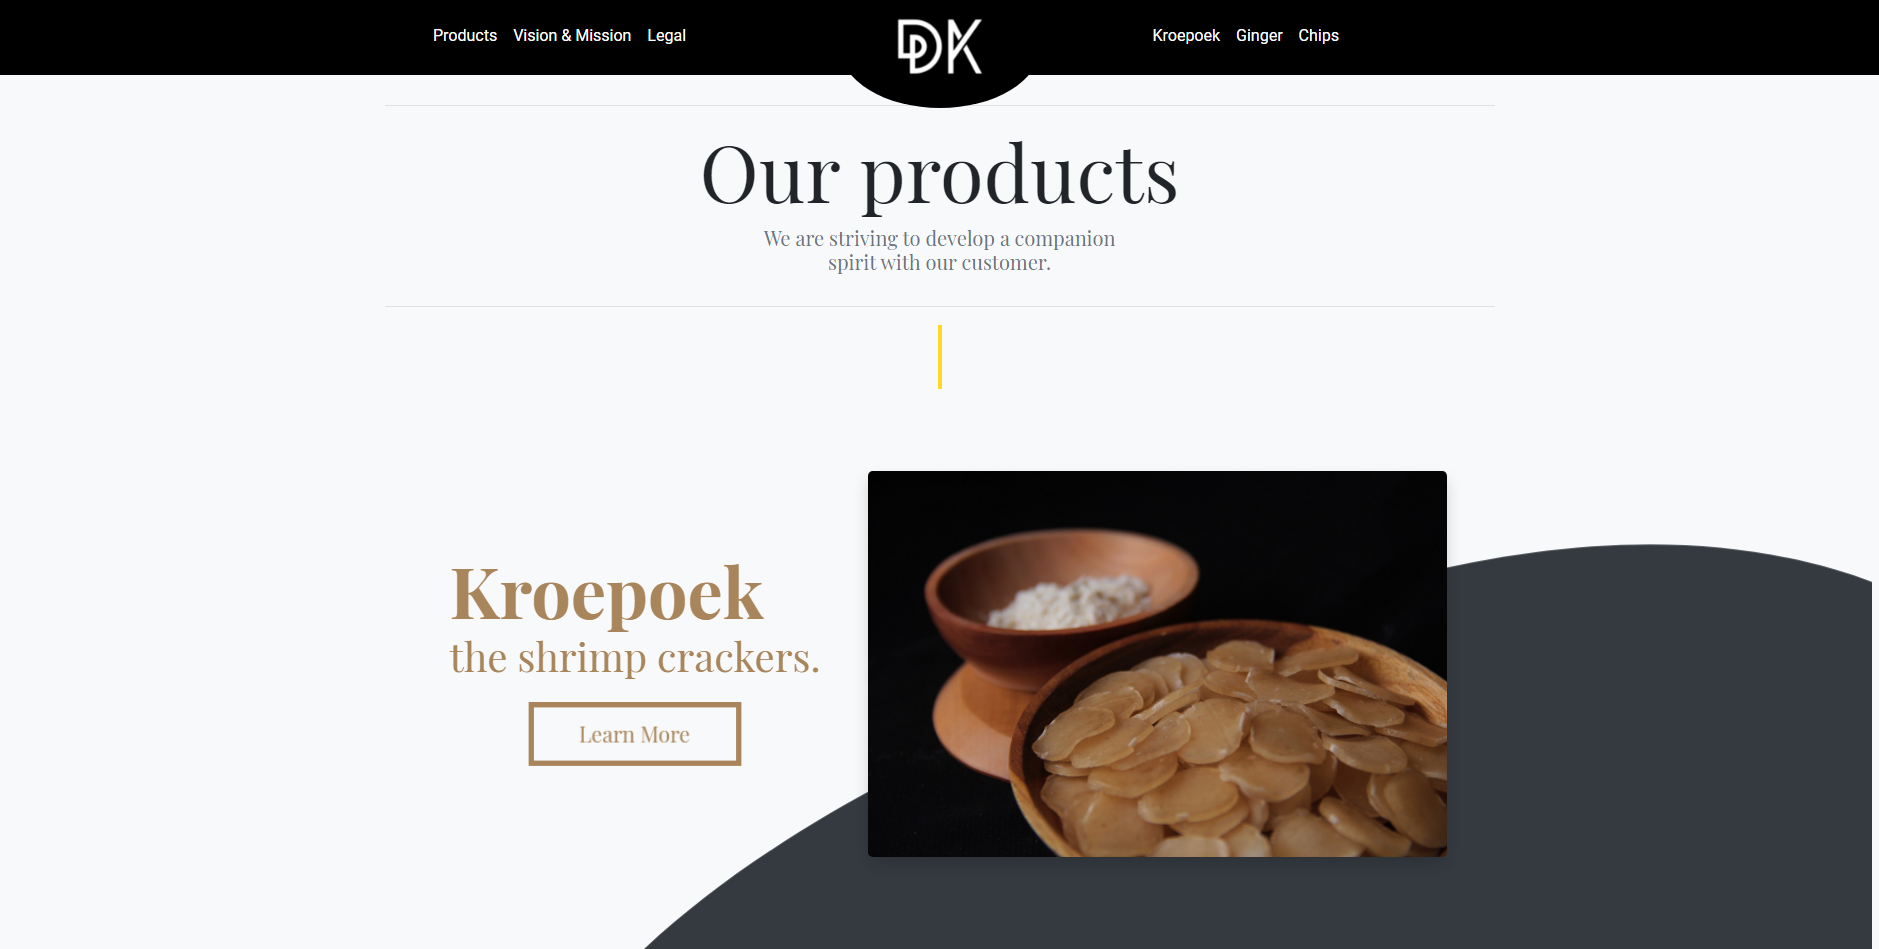 Products Vision & Mission Legal DDK Kroepoek Ginger Chips
Our products
We are striving to develop a companion
spirit with our customer.
Kroepoek
the shrimp crackers.
Learn More